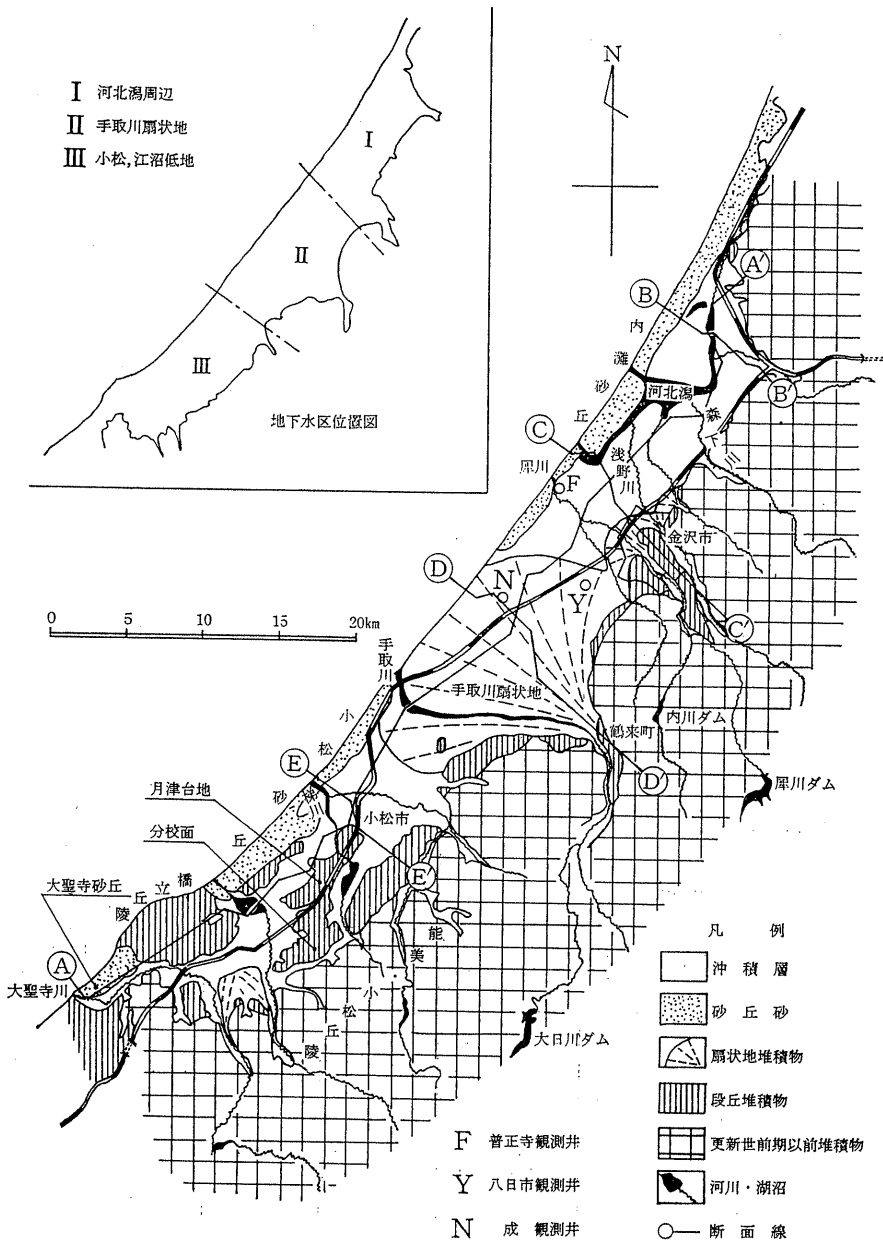 Ⅰ 河北潟周辺
Ⅱ 手取川扇状地
Ⅲ 小松,江沼低地
Ⅰ
Ⅱ
Ⅲ
地下水区位置図
N
A′
B
内灘砂丘
河北潟
B′
森下川
C
浅野川
犀川
F
金沢市
D
N
Y
C′
0 5 10 15 20km
手取川
手取川扇状地
鶴来町
内川ダム
D′
犀川ダム
小松砂丘
E
梯川
月津台地
小松市
分校面
E′
大聖寺砂丘
橋立丘陵
能美
A
大聖寺川
小松丘陵
大日川ダム
凡例
沖積層
砂丘砂
扇状地堆積物
段丘堆積物
更新世前期以前堆積物
河川・湖沼
断面線
F 普正寺観測井
Y 八日市観測井
N 成 観測井